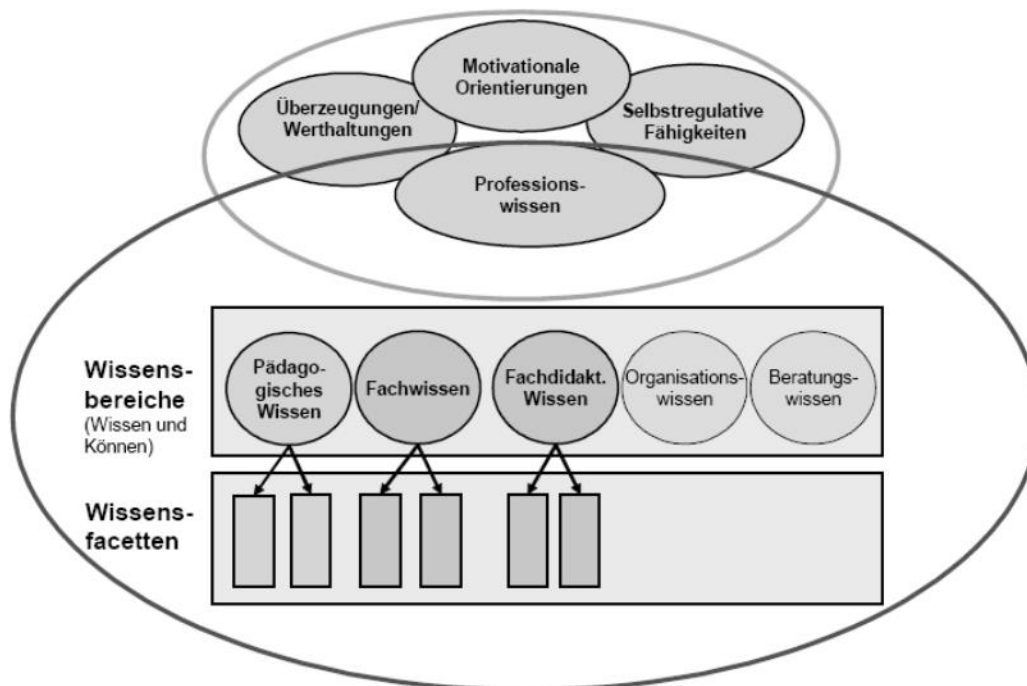 Motivationale
Orientierungen
Überzeugungen/
Werthaltungen
Selbstregulative
Fähigkeiten
Professions-
wissen
Wissens-
bereiche
(Wissen und
Können)
Pädago-
gisches
Wissen
Fachwissen
Fachdidakt.
Wissen
Organisations-
wissen
Beratungs-
wissen
Wissens-
facetten